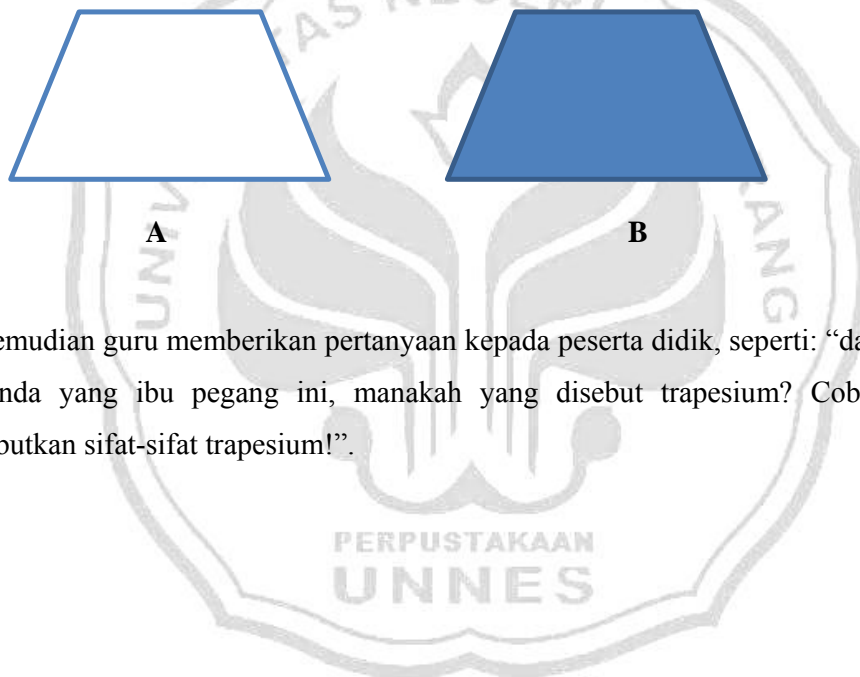 A B
emudian guru memberikan pertanyaan kepada peserta didik, seperti: “da
nda yang ibu pegang ini, manakah yang disebut trapesium? Cob
butkan sifat-sifat trapesium!”.
PERPUSTAKAAN
UNNES